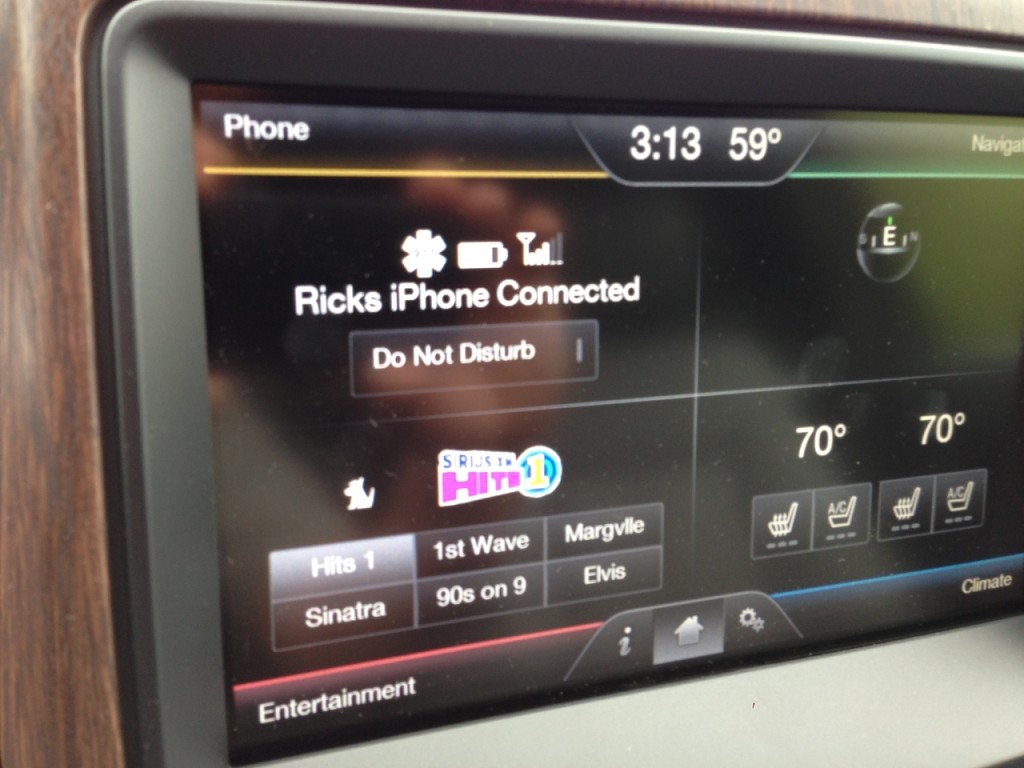 Phone
3:13 59°
Navigat
S E N
Ricks iPhone Connected
Do Not Disturb
70° 70°
SIRIUS XM
HITS 1
A/C A/C
Hits 1 1st Wave Margvlle
Sinatra 90s on 9 Elvis
Climate
i
Entertainment